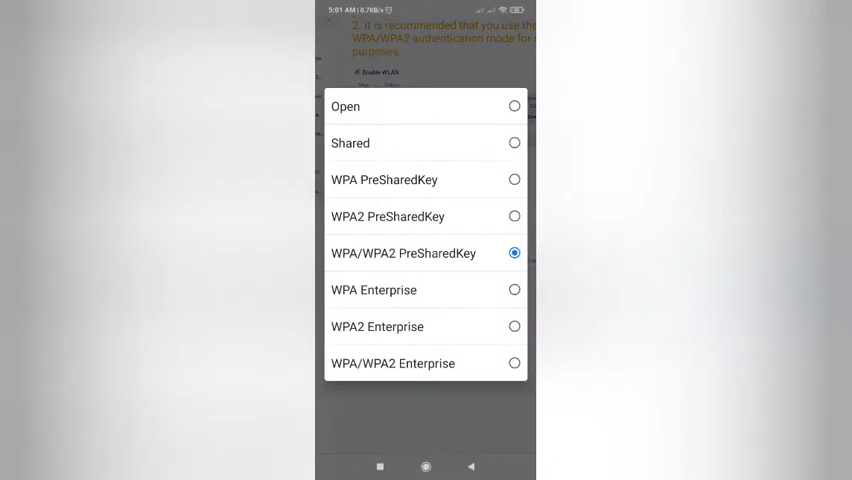 5:01 AM | 0.7KB/s
2. It is recommended that you use the
WPA/WPA2 authentication mode for
purposes.
Enable WLAN
Open
Shared
WPA PreSharedKey
WPA2 PreSharedKey
WPA/WPA2 PreSharedKey
WPA Enterprise
WPA2 Enterprise
WPA/WPA2 Enterprise